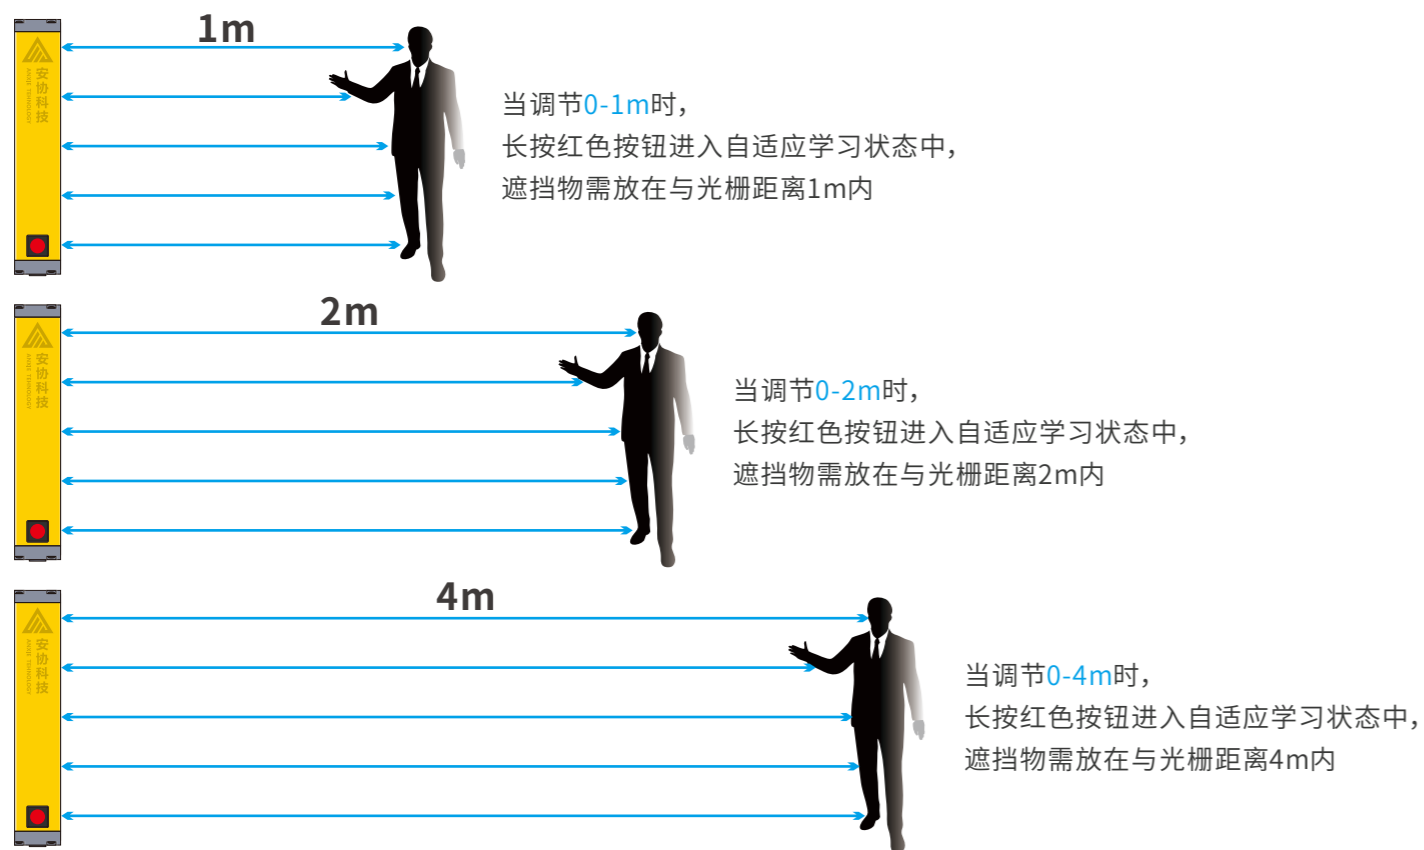 1m
安协科技
当调节0-1m时，
长按红色按钮进入自适应学习状态中，
遮挡物需放在与光栅距离1m内
2m
安协科技
当调节0-2m时，
长按红色按钮进入自适应学习状态中，
遮挡物需放在与光栅距离2m内
4m
安协科技
当调节0-4m时，
长按红色按钮进入自适应学习状态中，
遮挡物需放在与光栅距离4m内